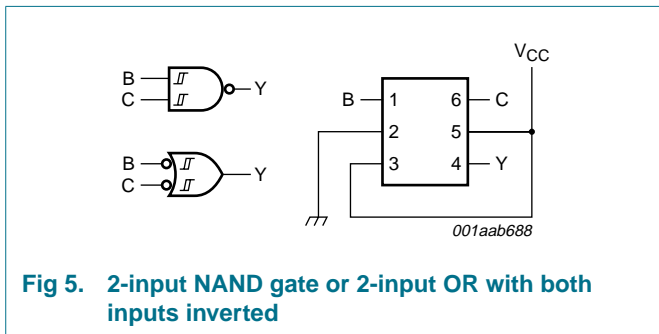 B
C
Y
B
C
Y
VCC
B 1 6 C
2 5
3 4 Y
001aab688
Fig 5. 2-input NAND gate or 2-input OR with both
inputs inverted